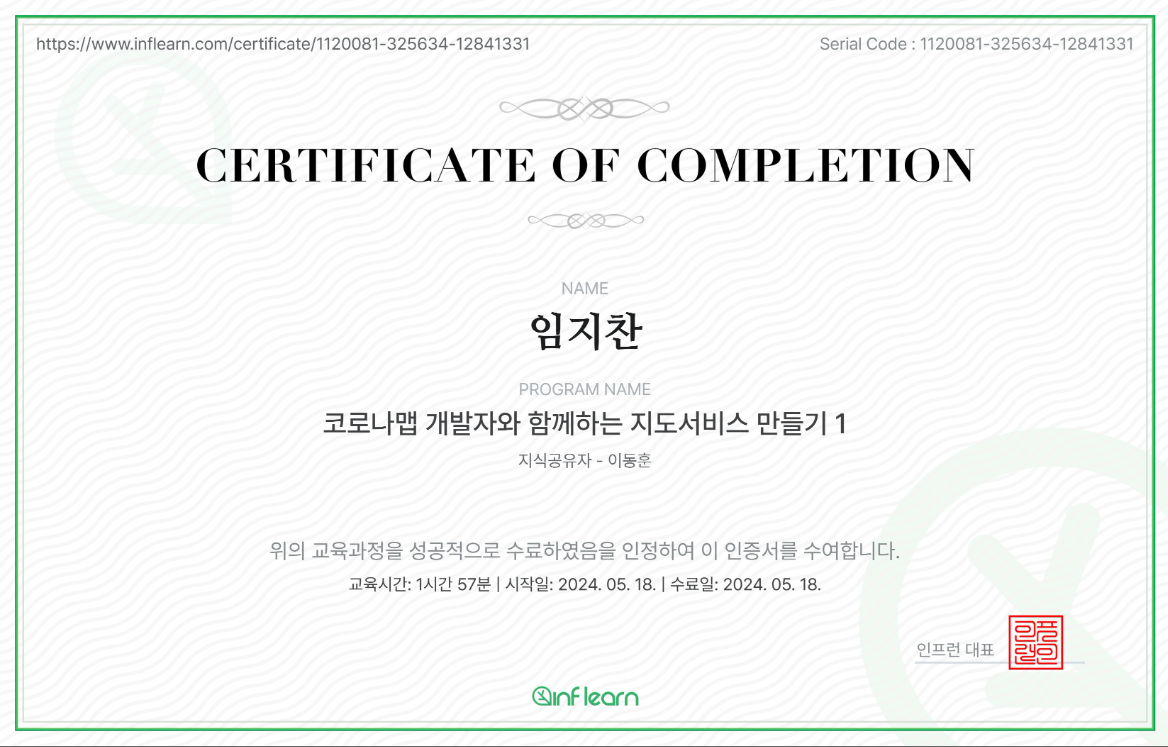 https://www.inflearn.com/certificate/1120081-325634-12841331
Serial Code : 1120081-325634-12841331
CERTIFICATE OF COMPLETION
NAME
임지찬
PROGRAM NAME
코로나맵 개발자와 함께하는 지도서비스 만들기 1
지식공유자 - 이동훈
위의 교육과정을 성공적으로 수료하였음을 인정하여 이 인증서를 수여합니다.
교육시간: 1시간 57분 | 시작일: 2024. 05. 18. | 수료일: 2024. 05. 18.
인프런 대표
인프런인
inflearn